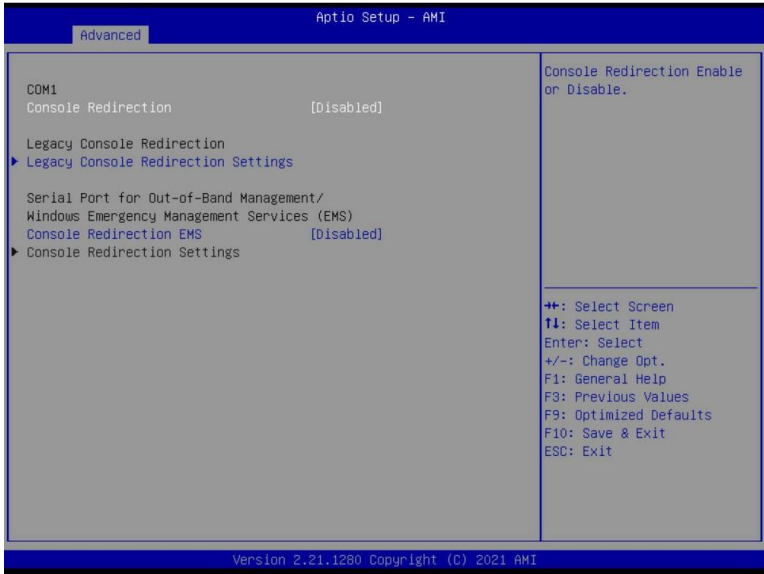 Aptio Setup - AMI
Advanced
COM1
Console Redirection [Disabled]
Legacy Console Redirection
Legacy Console Redirection Settings
Serial Port for Out-of-Band Management/
Windows Emergency Management Services (EMS)
Console Redirection EMS [Disabled]
Console Redirection Settings
Console Redirection Enable
or Disable.
→←: Select Screen
↑↓: Select Item
Enter: Select
+/-: Change Opt.
F1: General Help
F3: Previous Values
F9: Optimized Defaults
F10: Save & Exit
ESC: Exit
Version 2.21.1280 Copyright (C) 2021 AMI